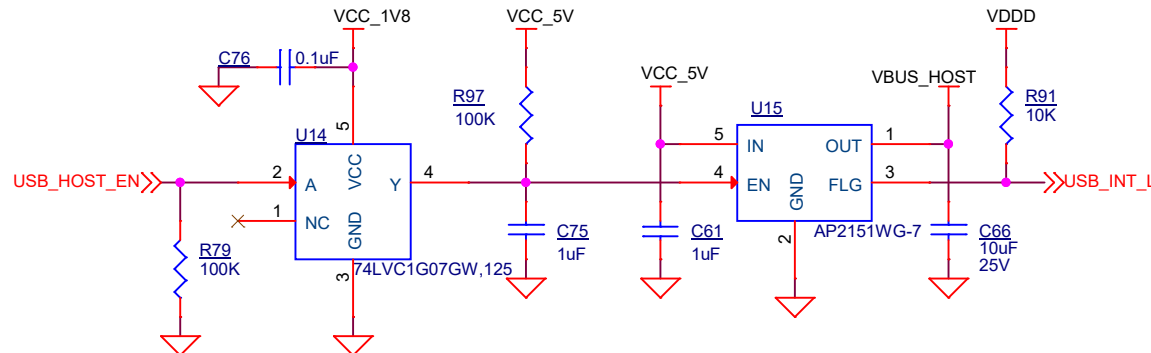 VCC_1V8
VCC_5V
VDDD
C76
0.1uF
VCC_5V
VBUS_HOST
R97
100K
R91
10K
U14
5
U15
5
IN
OUT
1
USB_HOST_EN
2
A
VCC
Y
4
4
EN
FLG
3
USB_INT_L
1
NC
GND
GND
R79
100K
3
74LVC1G07GW,125
C75
1uF
C61
1uF
2
AP2151WG-7
C66
10uF
25V